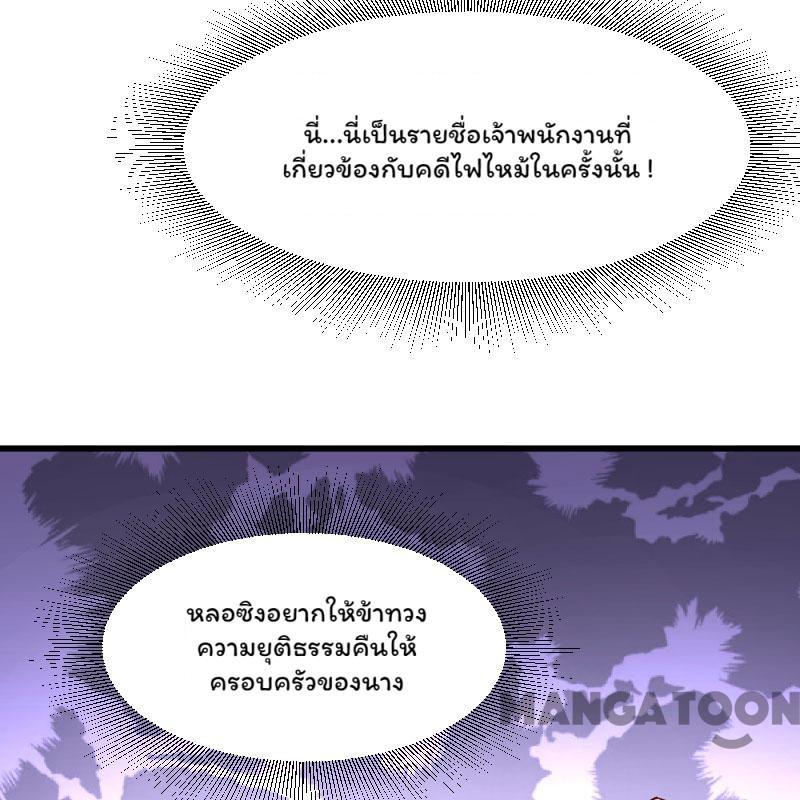 นี่...นี่เป็นรายชื่อเจ้าพนักงานที่
เกี่ยวข้องกับคดีไฟไหม้ในครั้งนั้น !
หลอซิงอยากให้ข้าทวง
ความยุติธรรมคืนให้
ครอบครัวของนาง
MANGATOON